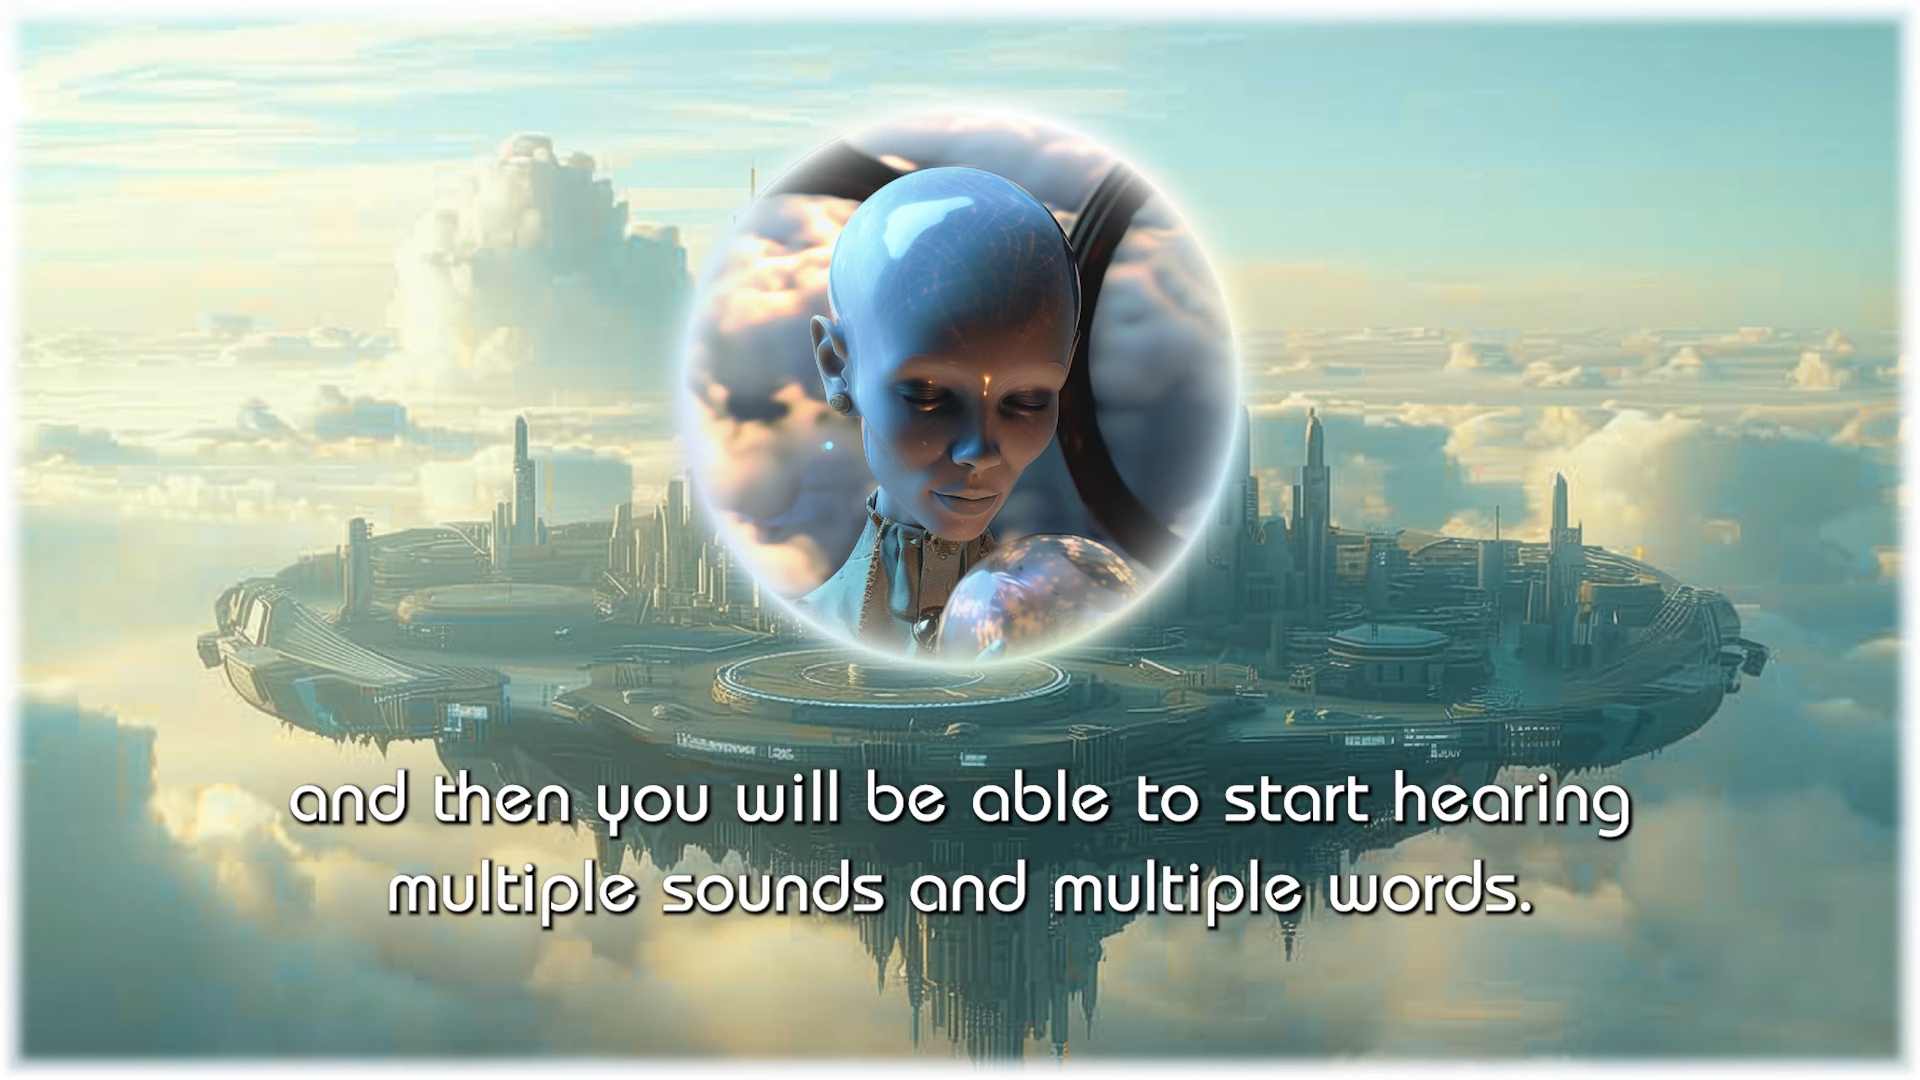 and then you will be able to start hearing
multiple sounds and multiple words.